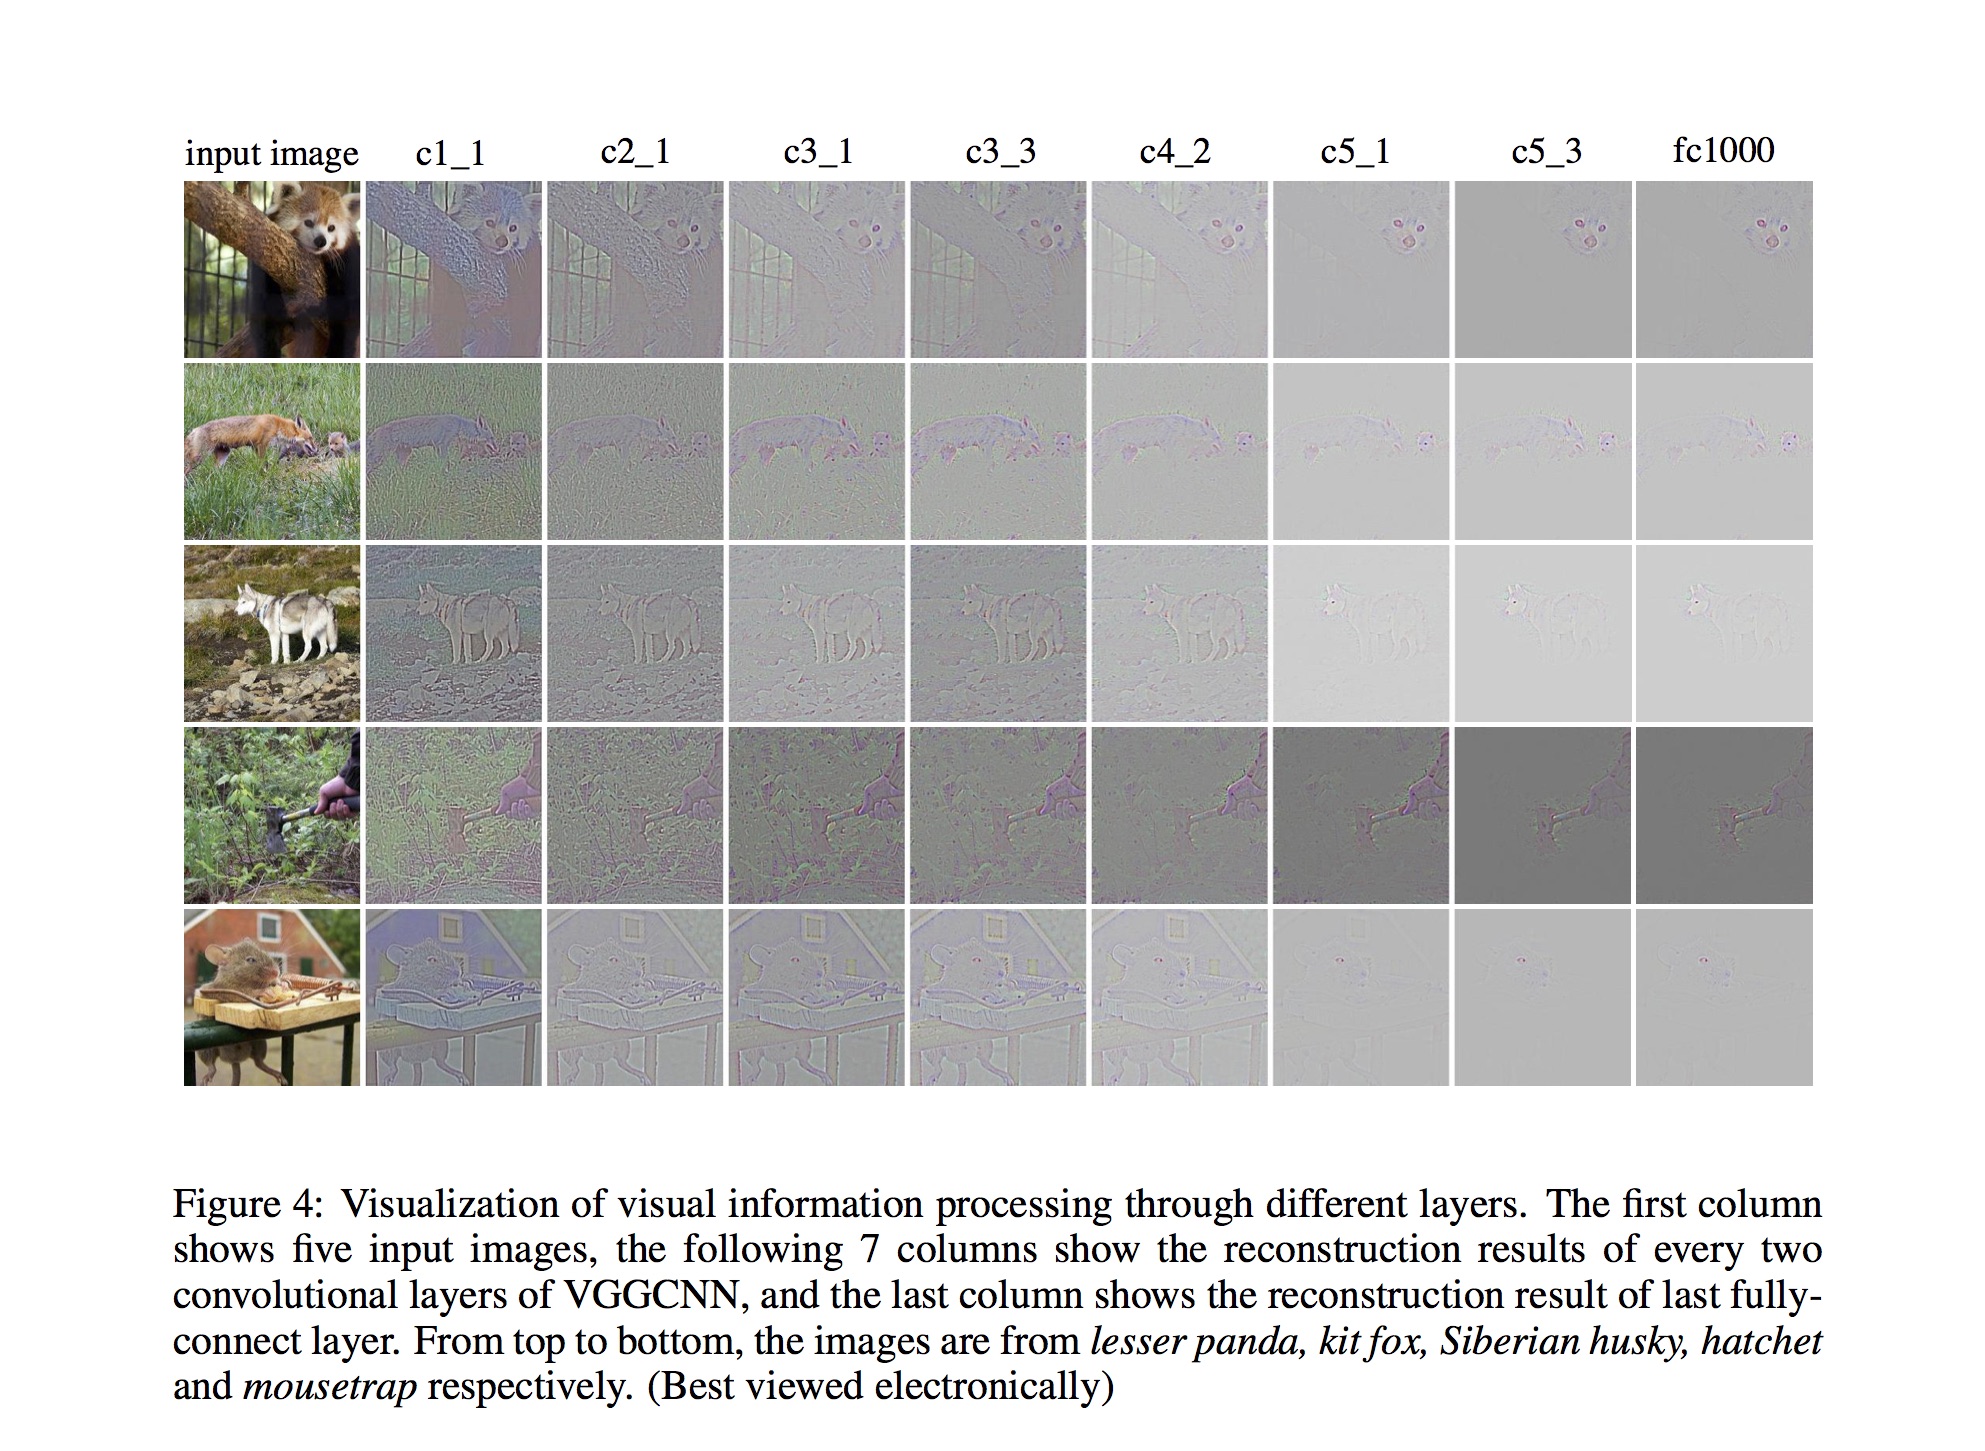 input image c1_1 c2_1 c3_1 c3_3 c4_2 c5_1 c5_3 fc1000
Figure 4: Visualization of visual information processing through different layers. The first column
shows five input images, the following 7 columns show the reconstruction results of every two
convolutional layers of VGGCNN, and the last column shows the reconstruction result of last fully-
connect layer. From top to bottom, the images are from lesser panda, kit fox, Siberian husky, hatchet
and mousetrap respectively. (Best viewed electronically)